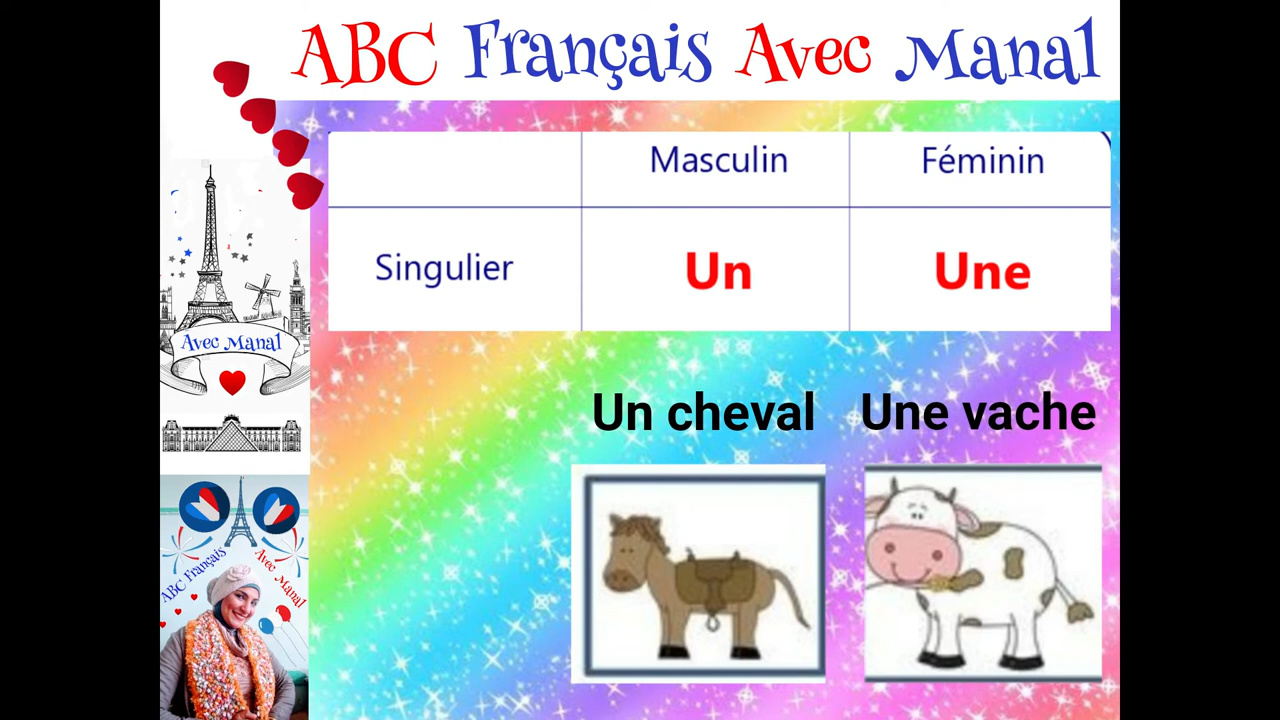 ABC Français Avec Manal
Masculin Féminin
Singulier Un Une
Avec Manal
Un cheval Une vache
ABC Français Avec Manal